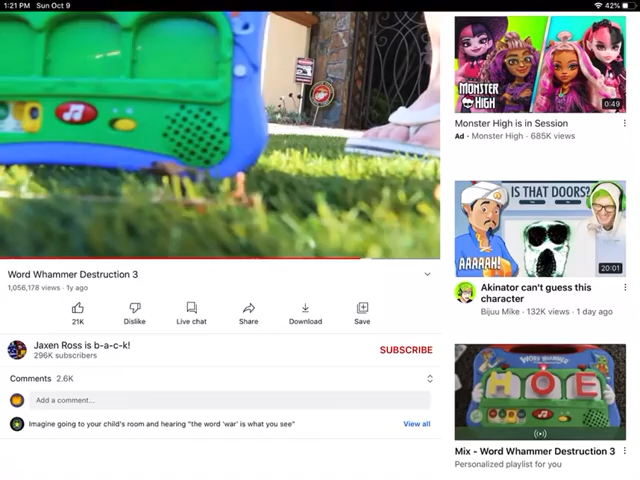 1:21 PM Sun Oct 9
42%
Word Whammer Destruction 3
1,056,178 views · 1y ago
21K
Dislike
Live chat
Share
Download
Save
Jaxen Ross is b-a-c-k!
296K subscribers
SUBSCRIBE
Comments 2.6K
Add a comment...
Imagine going to your child's room and hearing "the word 'war' is what you see"
View all
MONSTER
HIGH
0:49
Monster High is in Session
Ad • Monster High · 685K views
IS THAT DOORS?
AAAAAH!
20:01
Akinator can't guess this
character
Bijuu Mike · 132K views · 1 day ago
WORD WHAMMER
HOE
Mix - Word Whammer Destruction 3
Personalized playlist for you